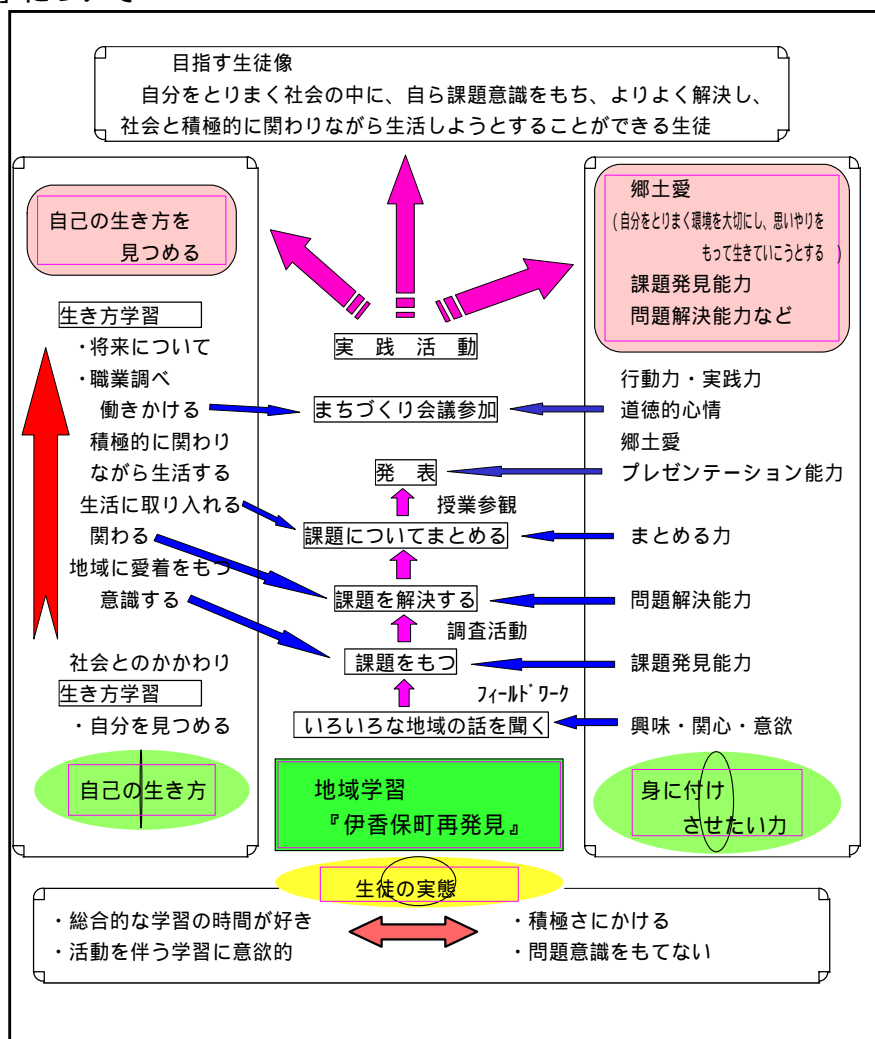 目指す生徒像
自分をとりまく社会の中に、自ら課題意識をもち、よりよく解決し、
社会と積極的に関わりながら生活しようとすることができる生徒
自己の生き方を
見つめる
生き方学習
・将来について
・職業調べ
働きかける
積極的に関わり
ながら生活する
生活に取り入れる
関わる
地域に愛着をもつ
意識する
社会とのかかわり
生き方学習
・自分を見つめる
自己の生き方
実　践　活　動
まちづくり会議参加
発　表
授業参観
課題についてまとめる
課題を解決する
調査活動
課題をもつ
フィールドワーク
いろいろな地域の話を聞く
地域学習
『伊香保町再発見』
郷土愛
(自分をとりまく環境を大切にし、思いやりを
もって生きていこうとする　)
課題発見能力
問題解決能力など
行動力・実践力
道徳的心情
郷土愛
プレゼンテーション能力
まとめる力
問題解決能力
課題発見能力
興味・関心・意欲
身に付け
させたい力
生徒の実態
・総合的な学習の時間が好き
・活動を伴う学習に意欲的
・積極さにかける
・問題意識をもてない